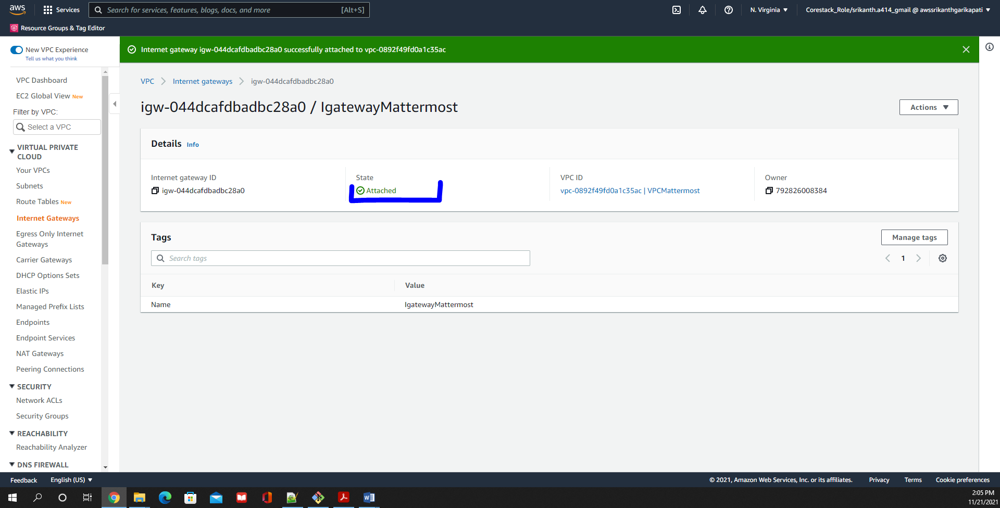 aws
Services
Search for services, features, blogs, docs, and more
[Alt+S]
N. Virginia
Corestack_Role/srikanth.a414_gmail @ awssrikanthgarikapati
Resource Groups & Tag Editor
New VPC Experience
Tell us what you think
VPC Dashboard
EC2 Global View New
Filter by VPC:
Select a VPC
VIRTUAL PRIVATE
CLOUD
Your VPCs
Subnets
Route Tables New
Internet Gateways
Egress Only Internet
Gateways
Carrier Gateways
DHCP Options Sets
Elastic IPs
Managed Prefix Lists
Endpoints
Endpoint Services
NAT Gateways
Peering Connections
SECURITY
Network ACLs
Security Groups
REACHABILITY
Reachability Analyzer
DNS FIREWALL
Internet gateway igw-044dcafdbadbc28a0 successfully attached to vpc-0892f49fd0a1c35ac
VPC
Internet gateways
igw-044dcafdbadbc28a0
igw-044dcafdbadbc28a0 / IgatewayMattermost
Actions
Details Info
Internet gateway ID
igw-044dcafdbadbc28a0
State
Attached
VPC ID
vpc-0892f49fd0a1c35ac | VPCMattermost
Owner
792826008384
Tags
Manage tags
Search tags
1
Key
Value
Name
IgatewayMattermost
Feedback
English (US)
© 2021, Amazon Web Services, Inc. or its affiliates.
Privacy
Terms
Cookie preferences
2:05 PM
11/21/2021